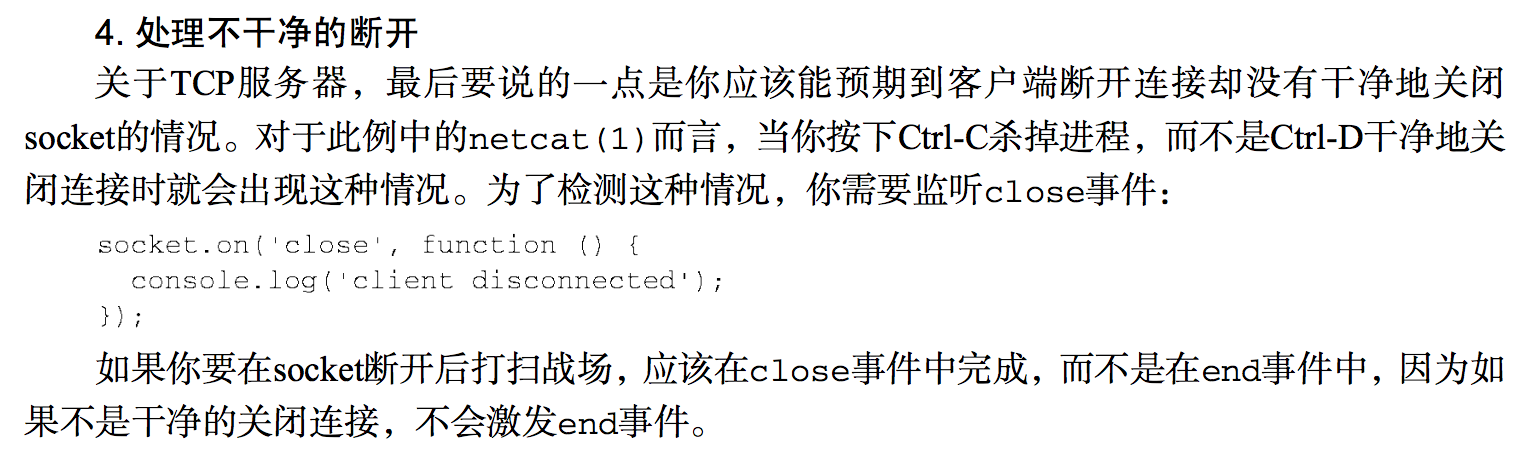 4. 处理不干净的断开
关于TCP服务器，最后要说的一点是你应该能预期到客户端断开连接却没有干净地关闭
socket的情况。对于此例中的netcat(1)而言，当你按下Ctrl-C杀掉进程，而不是Ctrl-D干净地关
闭连接时就会出现这种情况。为了检测这种情况，你需要监听close事件：
socket.on('close', function () {
  console.log('client disconnected');
});
如果你要在socket断开后打扫战场，应该在close事件中完成，而不是在end事件中，因为如
果不是干净的关闭连接，不会激发end事件。